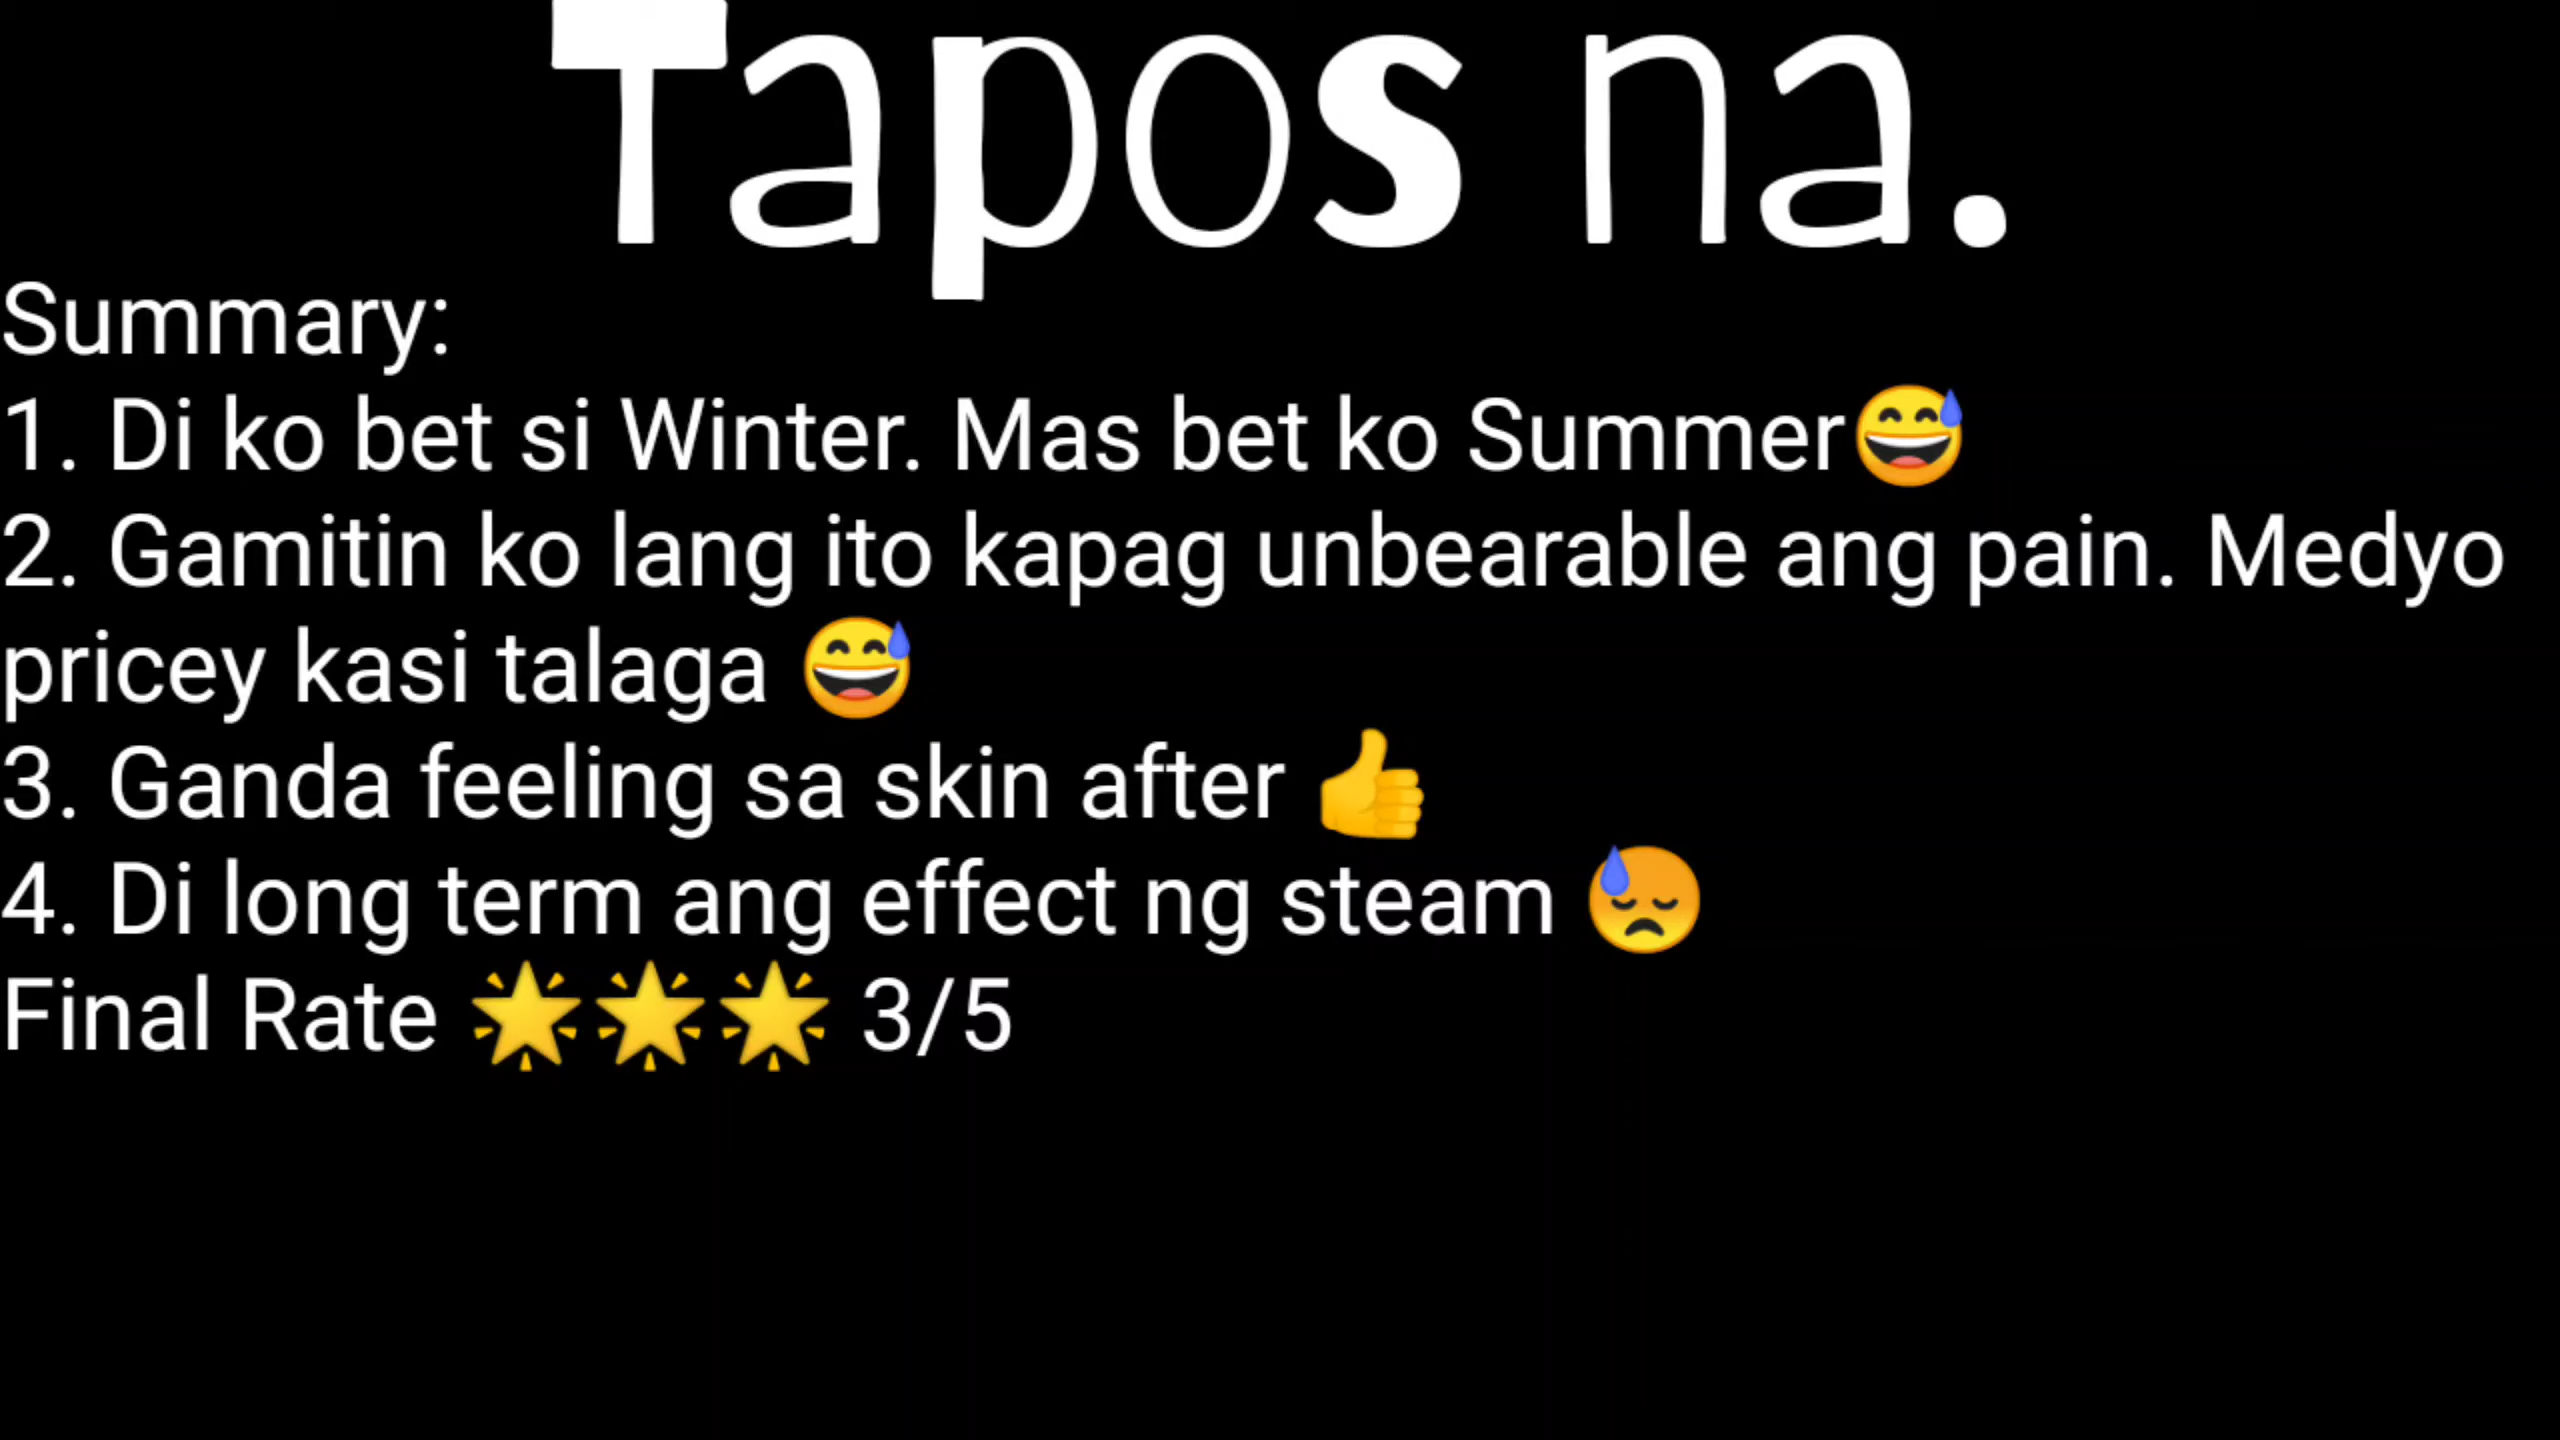 Tapos na.
Summary:
1. Di ko bet si Winter. Mas bet ko Summer😅
2. Gamitin ko lang ito kapag unbearable ang pain. Medyo
pricey kasi talaga 😅
3. Ganda feeling sa skin after 👍
4. Di long term ang effect ng steam 😓
Final Rate 🌟🌟🌟 3/5